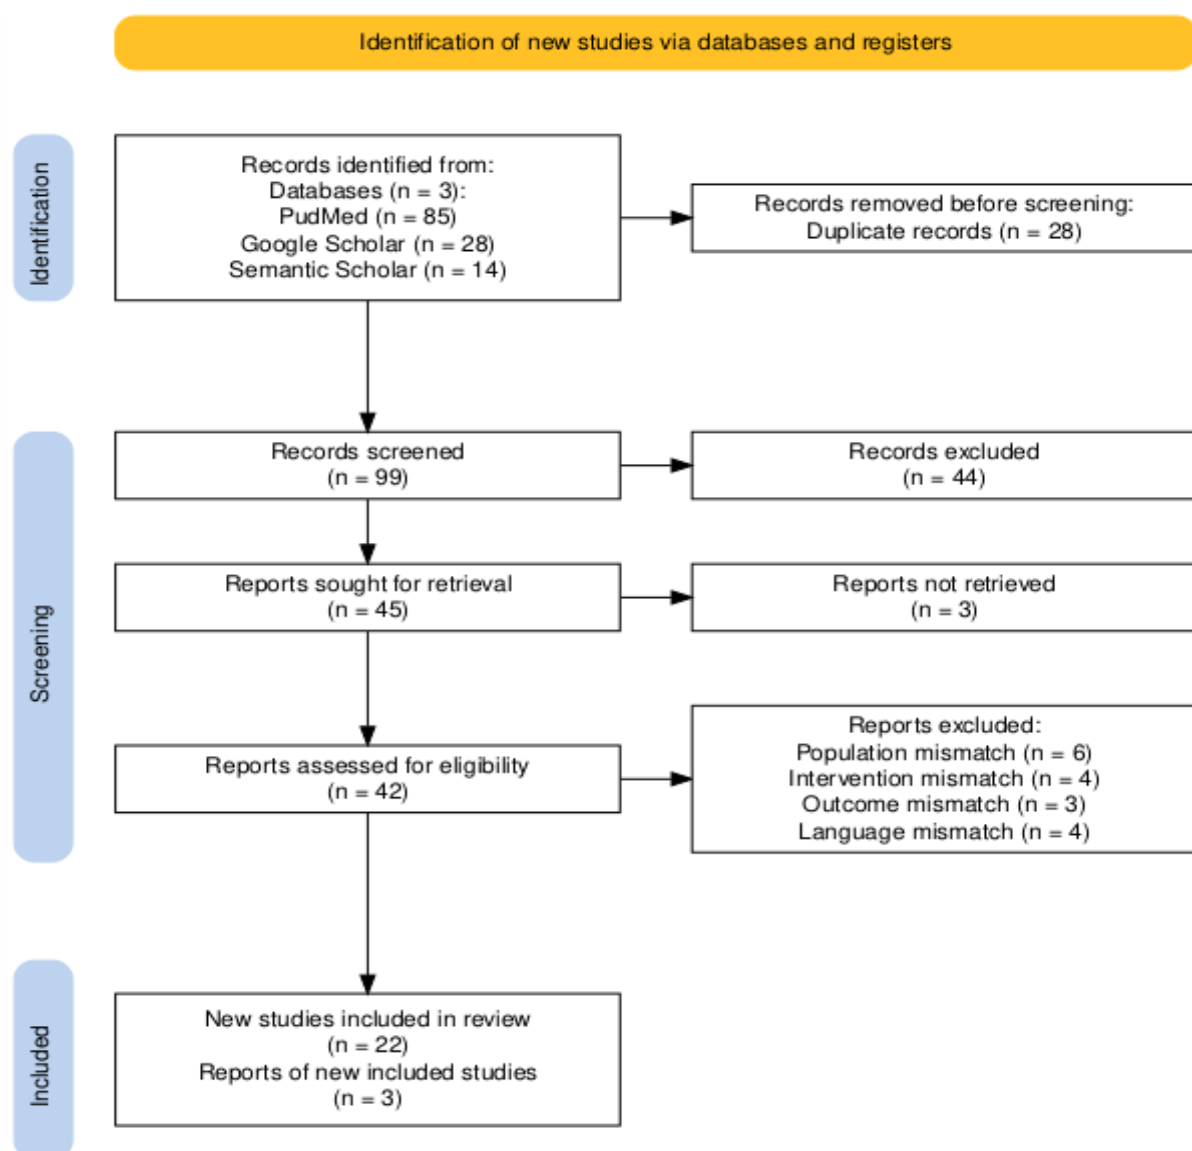 Identification of new studies via databases and registers
Identification
Records identified from:
Databases (n = 3):
PudMed (n = 85)
Google Scholar (n = 28)
Semantic Scholar (n = 14)
Records removed before screening:
Duplicate records (n = 28)
Screening
Records screened
(n = 99)
Records excluded
(n = 44)
Reports sought for retrieval
(n = 45)
Reports not retrieved
(n = 3)
Reports assessed for eligibility
(n = 42)
Reports excluded:
Population mismatch (n = 6)
Intervention mismatch (n = 4)
Outcome mismatch (n = 3)
Language mismatch (n = 4)
Included
New studies included in review
(n = 22)
Reports of new included studies
(n = 3)